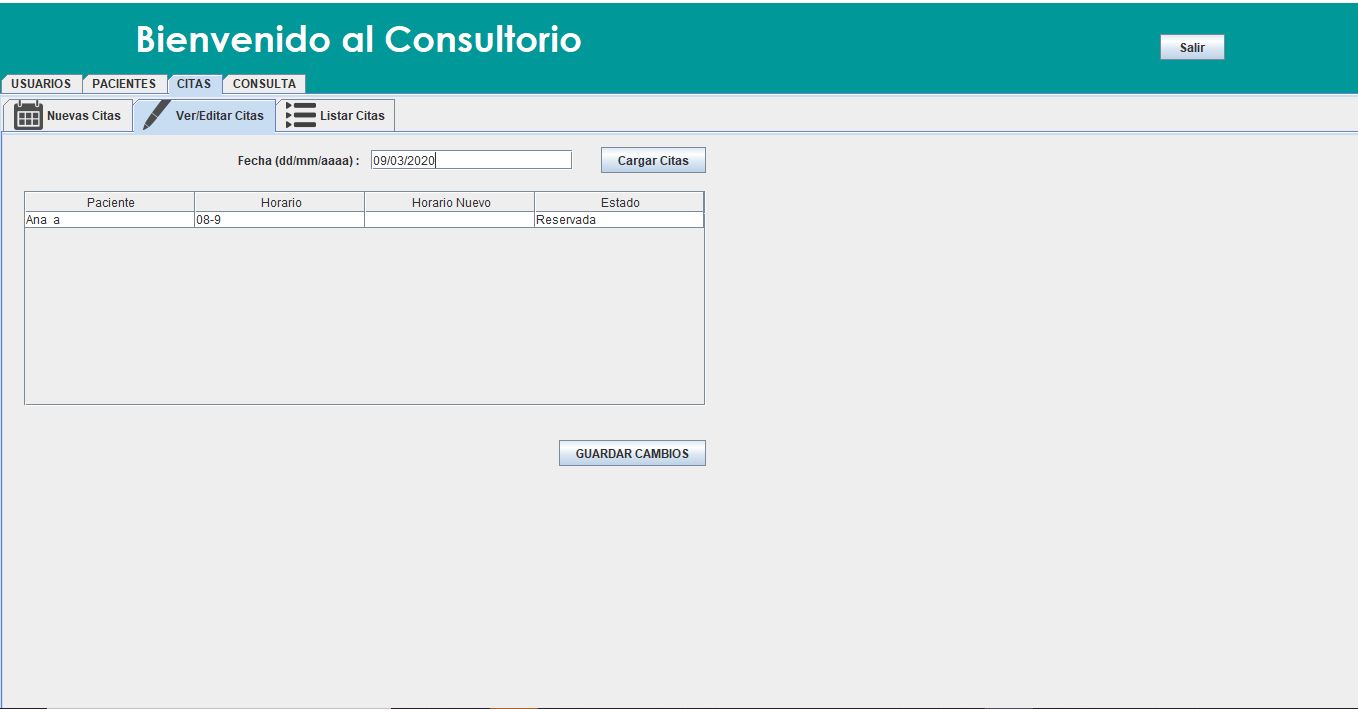 Bienvenido al Consultorio
Salir
USUARIOS PACIENTES CITAS CONSULTA
Nuevas Citas Ver/Editar Citas Listar Citas
Fecha (dd/mm/aaaa) : 09/03/2020 Cargar Citas
Paciente Horario Horario Nuevo Estado
Ana a 08-9 Reservada
GUARDAR CAMBIOS